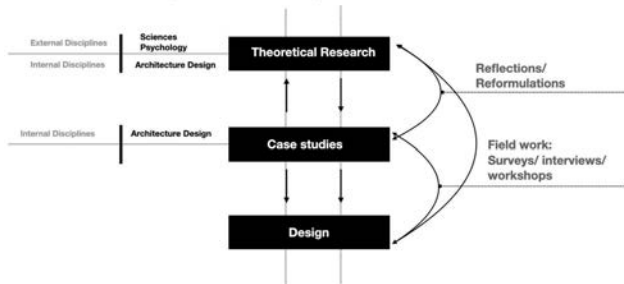 External Disciplines
Sciences
Psychology
Internal Disciplines
Architecture Design
Theoretical Research
Reflections/
Reformulations
Internal Disciplines
Architecture Design
Case studies
Field work:
Surveys/ interviews/
workshops
Design